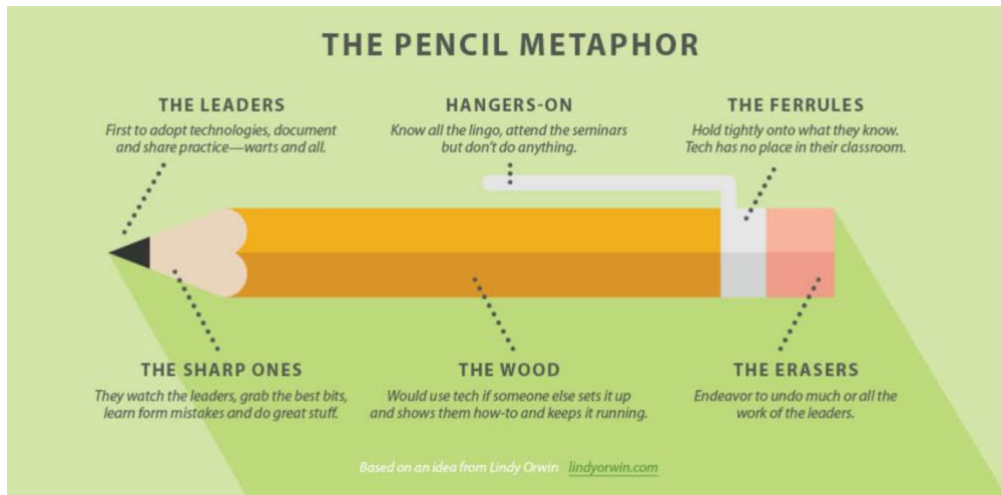 THE PENCIL METAPHOR
THE LEADERS
First to adopt technologies, document
and share practice—warts and all.
HANGERS-ON
Know all the lingo, attend the seminars
but don't do anything.
THE FERRULES
Hold tightly onto what they know.
Tech has no place in their classroom.
THE SHARP ONES
They watch the leaders, grab the best bits,
learn form mistakes and do great stuff.
THE WOOD
Would use tech if someone else sets it up
and shows them how-to and keeps it running.
THE ERASERS
Endeavor to undo much or all the
work of the leaders.
Based on an idea from Lindy Orwin lindyorwin.com